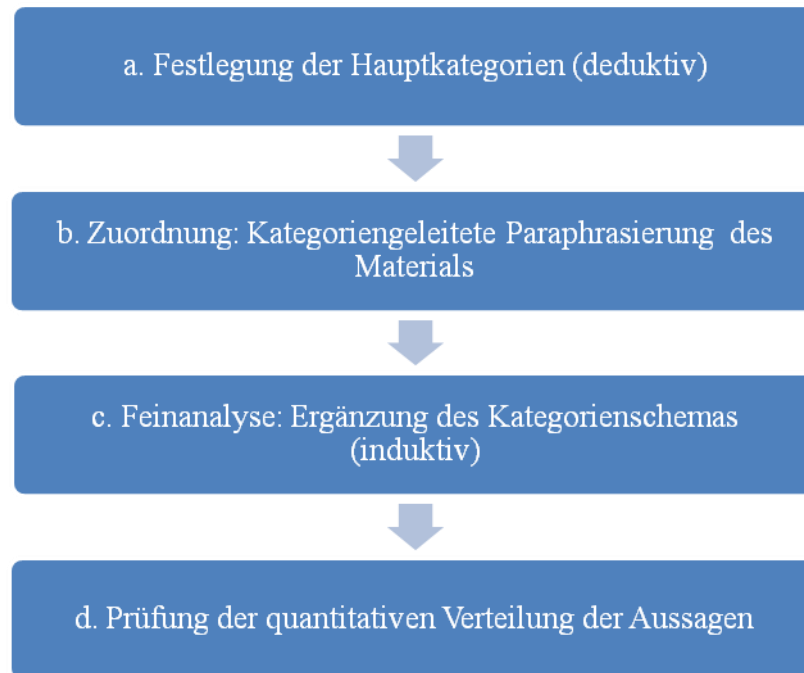 a. Festlegung der Hauptkategorien (deduktiv)
b. Zuordnung: Kategoriengeleitete Paraphrasierung des
Materials
c. Feinanalyse: Ergänzung des Kategorienschemas
(induktiv)
d. Prüfung der quantitativen Verteilung der Aussagen